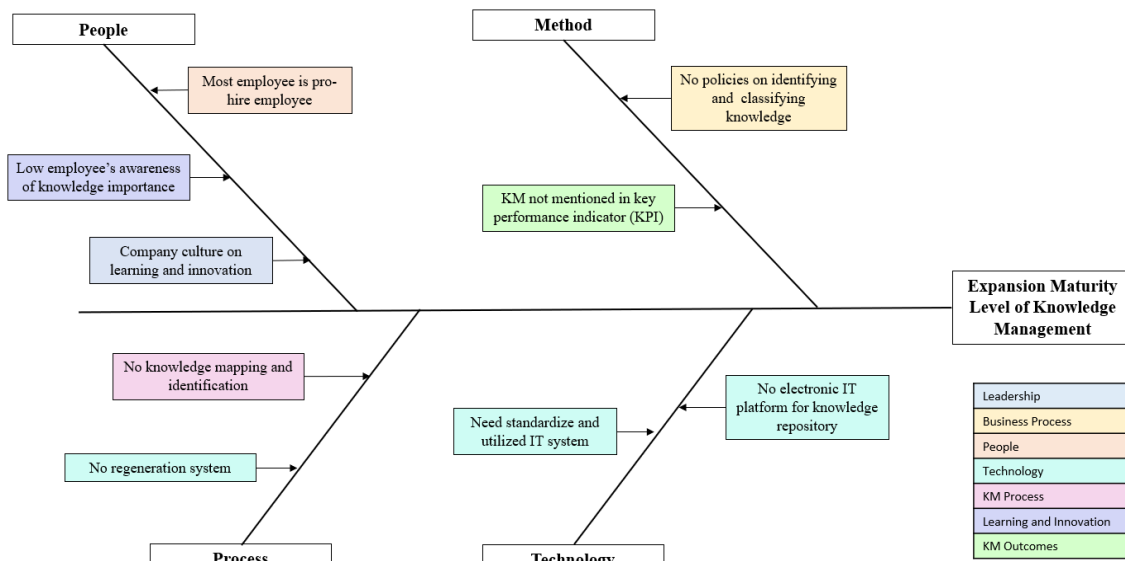 People
Method
Most employee is pro-
hire employee
No policies on identifying
and classifying
knowledge
Low employee's awareness
of knowledge importance
KM not mentioned in key
performance indicator (KPI)
Company culture on
learning and innovation
Expansion Maturity
Level of Knowledge
Management
No knowledge mapping and
identification
No electronic IT
platform for knowledge
repository
Need standardize and
utilized IT system
No regeneration system
Process
Technology
Leadership
Business Process
People
Technology
KM Process
Learning and Innovation
KM Outcomes